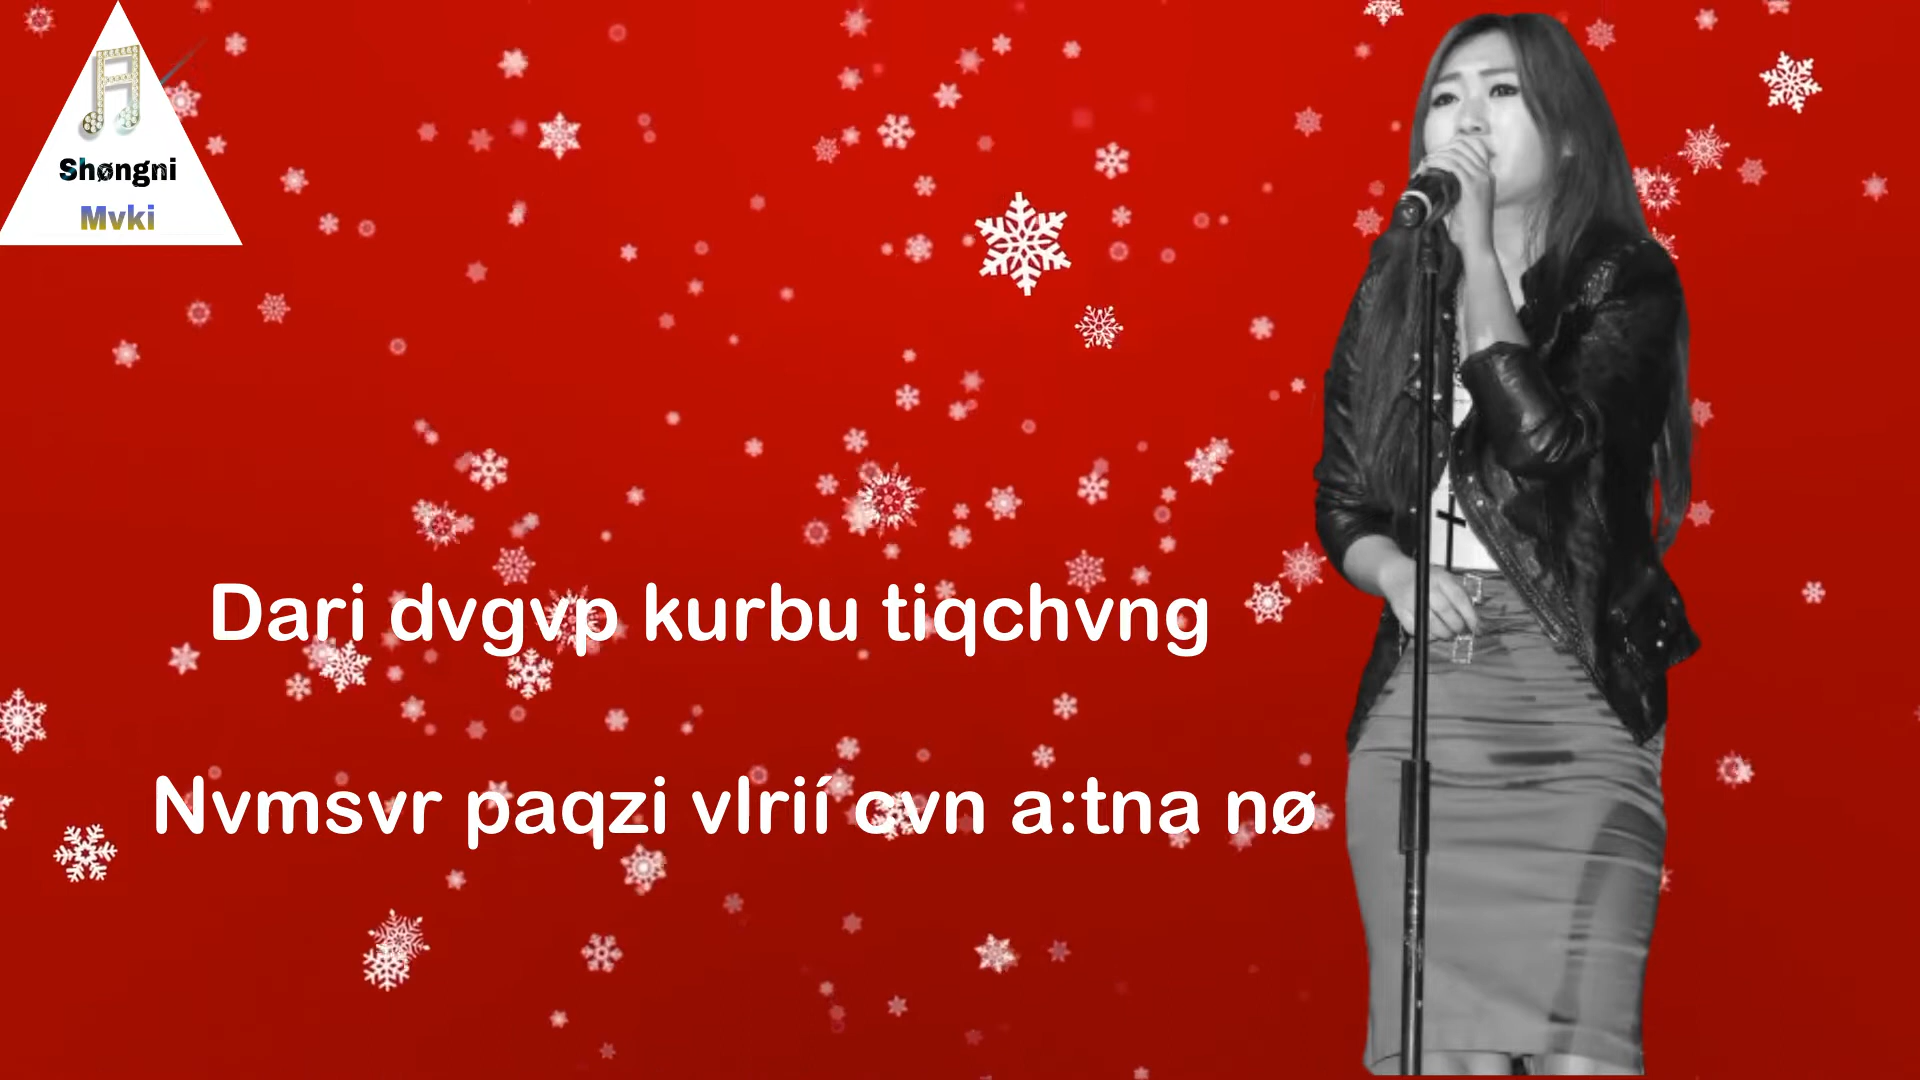 Shøngni
Mvki
Dari dvgvp kurbu tiqchvng
Nvmsvr paqzi vlrií cvn a:tna nø